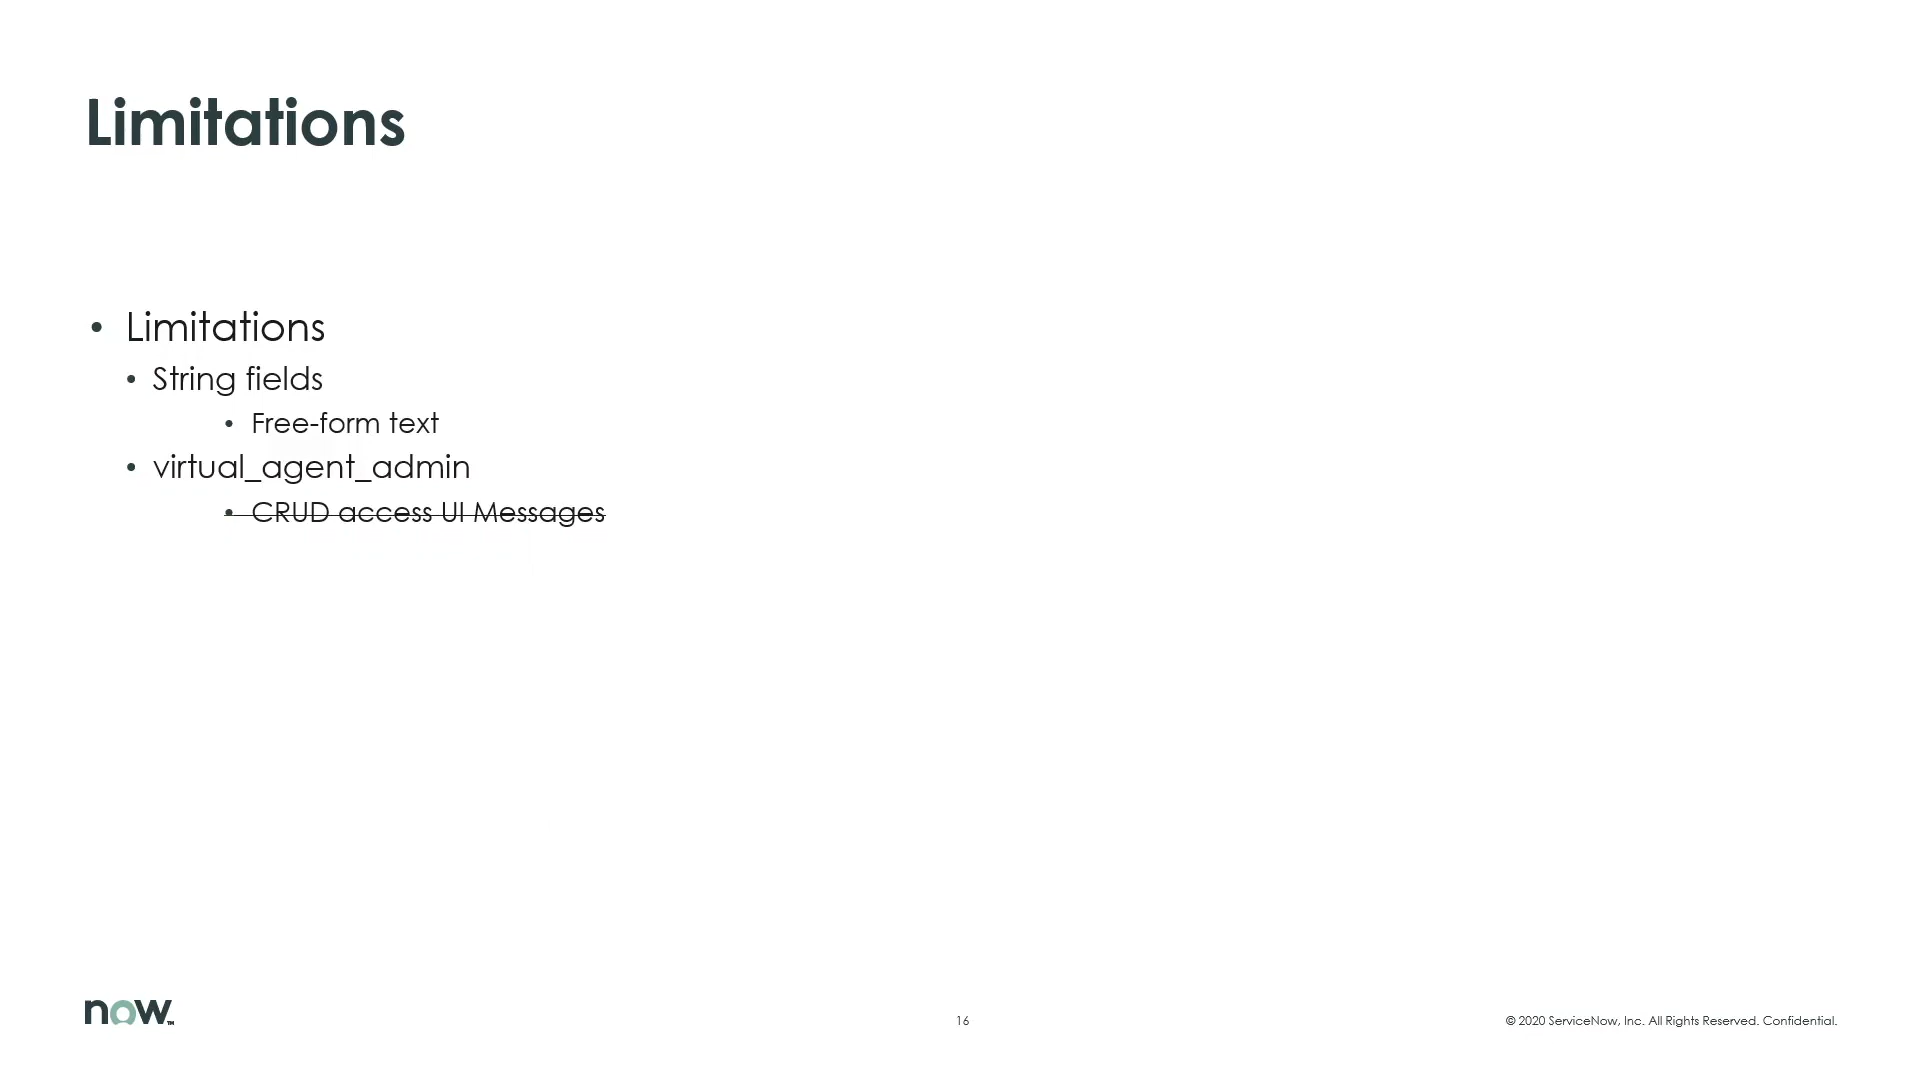 Limitations
• Limitations
• String fields
• Free-form text
• virtual_agent_admin
• CRUD access UI Messages
now™
16
© 2020 ServiceNow, Inc. All Rights Reserved. Confidential.